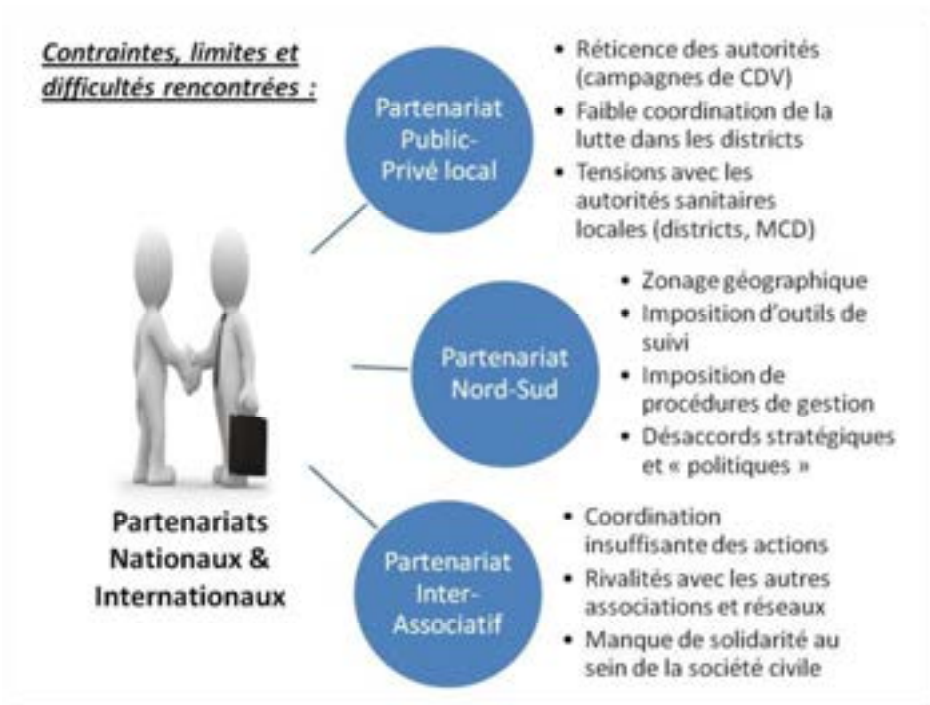 Contraintes, limites et
difficultés rencontrées :
Partenariat
Public-
Privé local
• Réticence des autorités
(campagnes de CDV)
• Faible coordination de la
lutte dans les districts
• Tensions avec les
autorités sanitaires
locales (districts, MCD)
Partenariat
Nord-Sud
• Zonage géographique
• Imposition d'outils de
suivi
• Imposition de
procédures de gestion
• Désaccords stratégiques
et « politiques »
Partenariats
Nationaux &
Internationaux
Partenariat
Inter-
Associatif
• Coordination
insuffisante des actions
• Rivalités avec les autres
associations et réseaux
• Manque de solidarité au
sein de la société civile